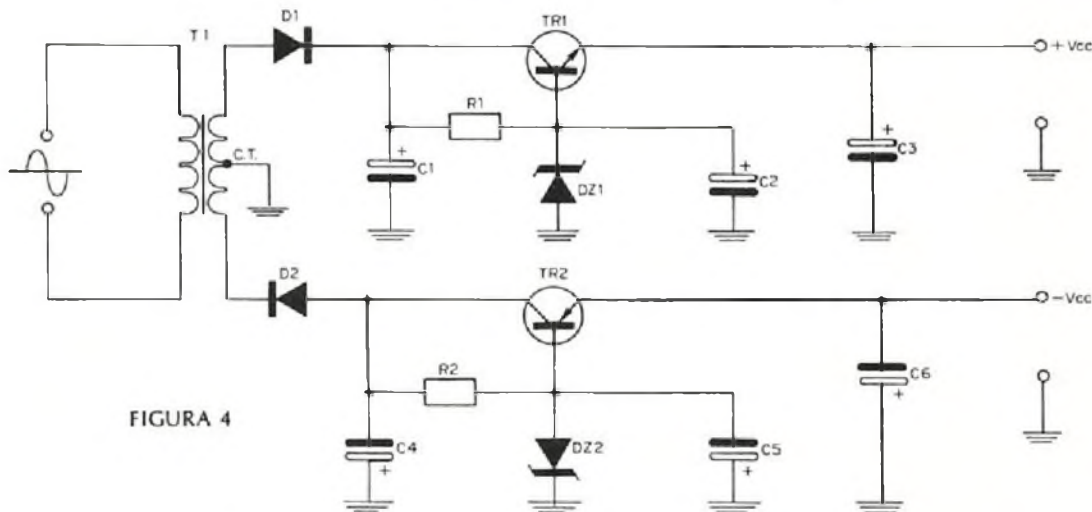 D1
TR1
T1
+ Vcc
R1
C.T.
C1
DZ1
C2
C3
D2
TR2
- Vcc
R2
C6
FIGURA 4
C4
DZ2
C5